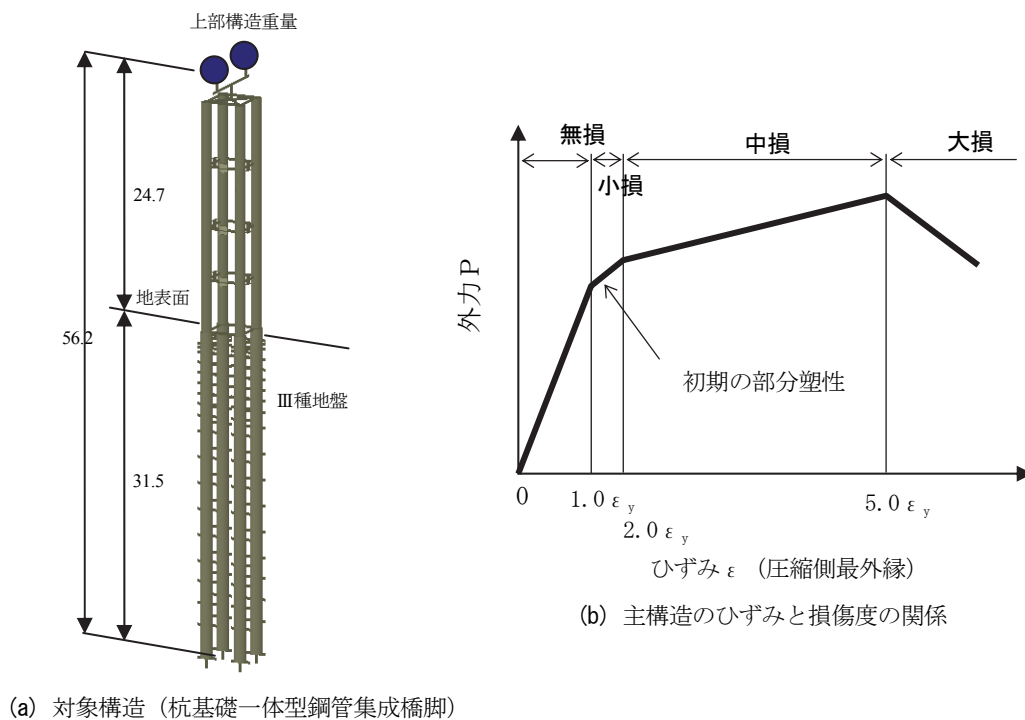 上部構造重量
24.7
地表面
56.2
Ⅲ種地盤
31.5
(a) 対象構造（杭基礎一体型鋼管集成橋脚）
無損
小損
中損
大損
外力Ｐ
初期の部分塑性
0
1.0εy
2.0εy
5.0εy
ひずみε（圧縮側最外縁）
(b) 主構造のひずみと損傷度の関係